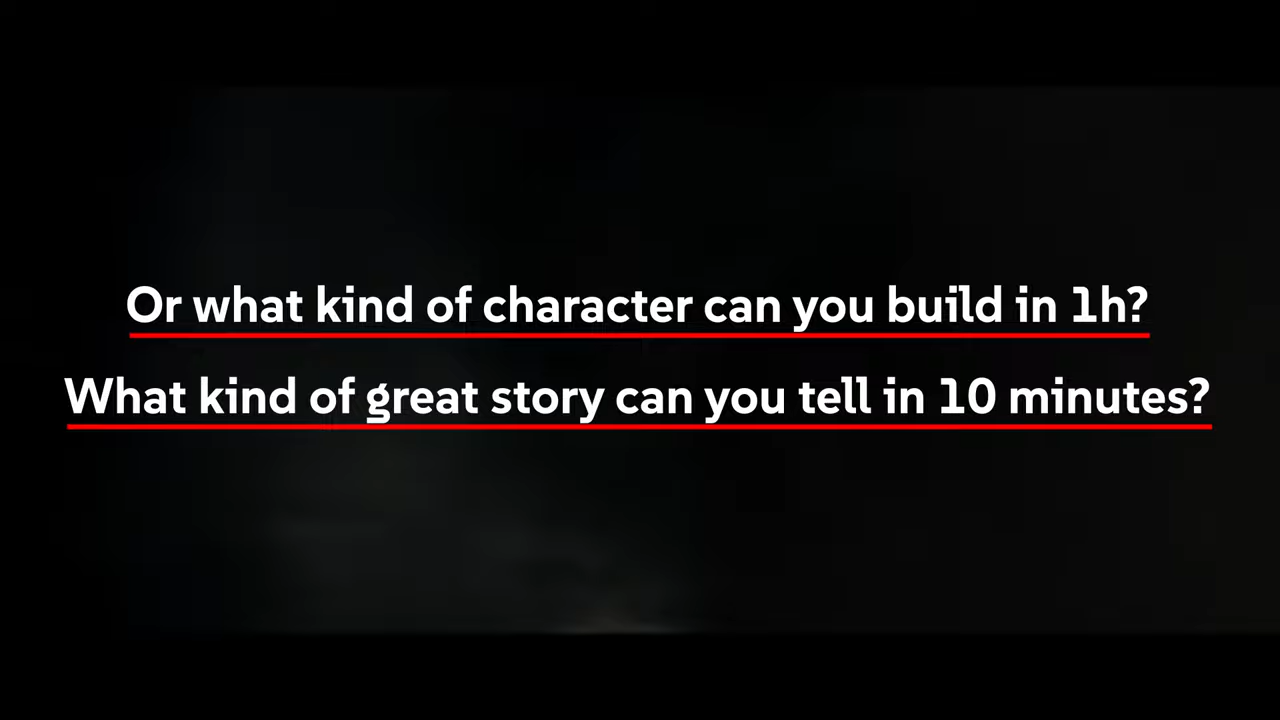 Or what kind of character can you build in 1h?
What kind of great story can you tell in 10 minutes?